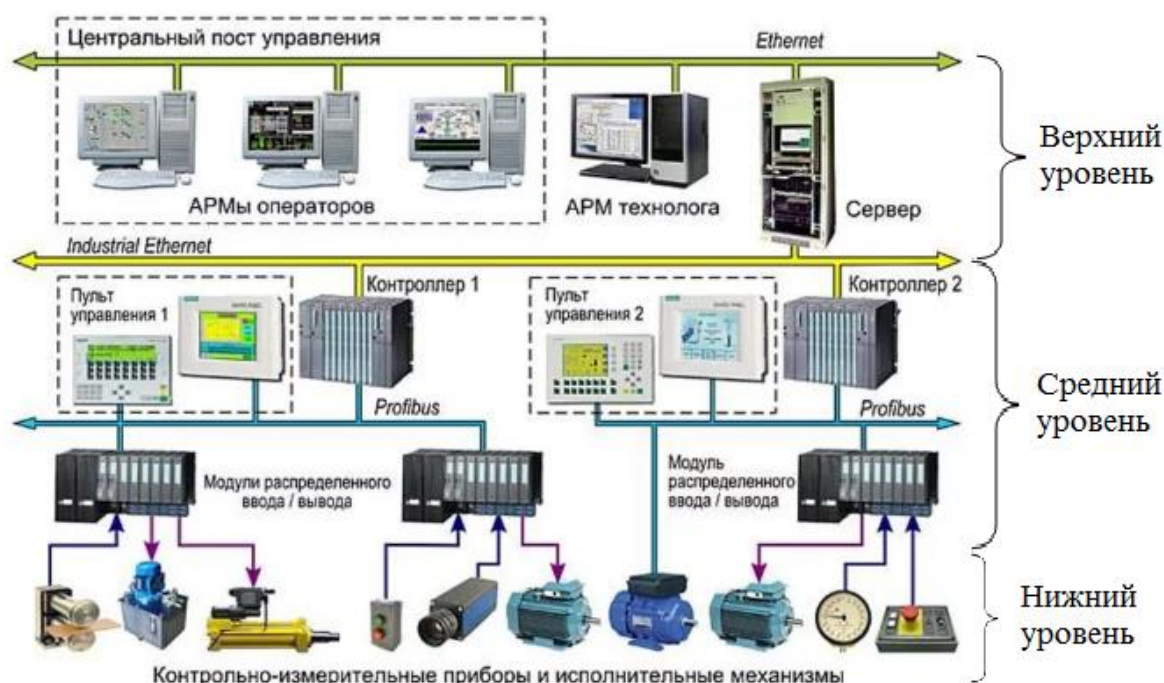 Центральный пост управления
Ethernet
АРМы операторов
АРМ технолога
Сервер
Верхний
уровень
Industrial Ethernet
Пульт
управления 1
Контроллер 1
Пульт
управления 2
Контроллер 2
Profibus
Profibus
Средний
уровень
Модули распределенного
ввода / вывода
Модуль
распределенного
ввода / вывода
Нижний
уровень
Контрольно-измерительные приборы и исполнительные механизмы